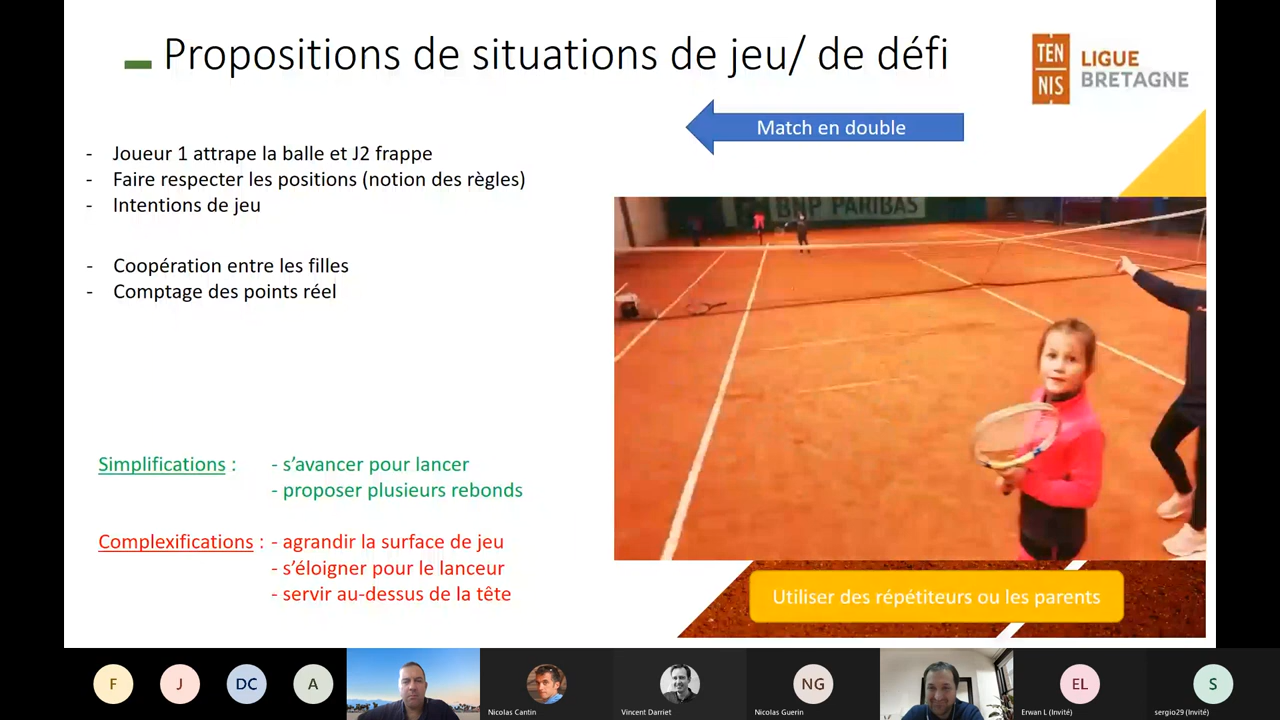 Propositions de situations de jeu/ de défi
TEN
NIS
LIGUE
BRETAGNE
Match en double
- Joueur 1 attrape la balle et J2 frappe
- Faire respecter les positions (notion des règles)
- Intentions de jeu
- Coopération entre les filles
- Comptage des points réel
BNP PARIBAS
Simplifications : - s’avancer pour lancer
- proposer plusieurs rebonds
Complexifications : - agrandir la surface de jeu
- s’éloigner pour le lanceur
- servir au-dessus de la tête
Utiliser des répétiteurs ou les parents
F
J
DC
A
Nicolas Cantin
Vincent Darriet
NG
Nicolas Guerin
EL
Erwan L (Invité)
S
sergio29 (Invité)